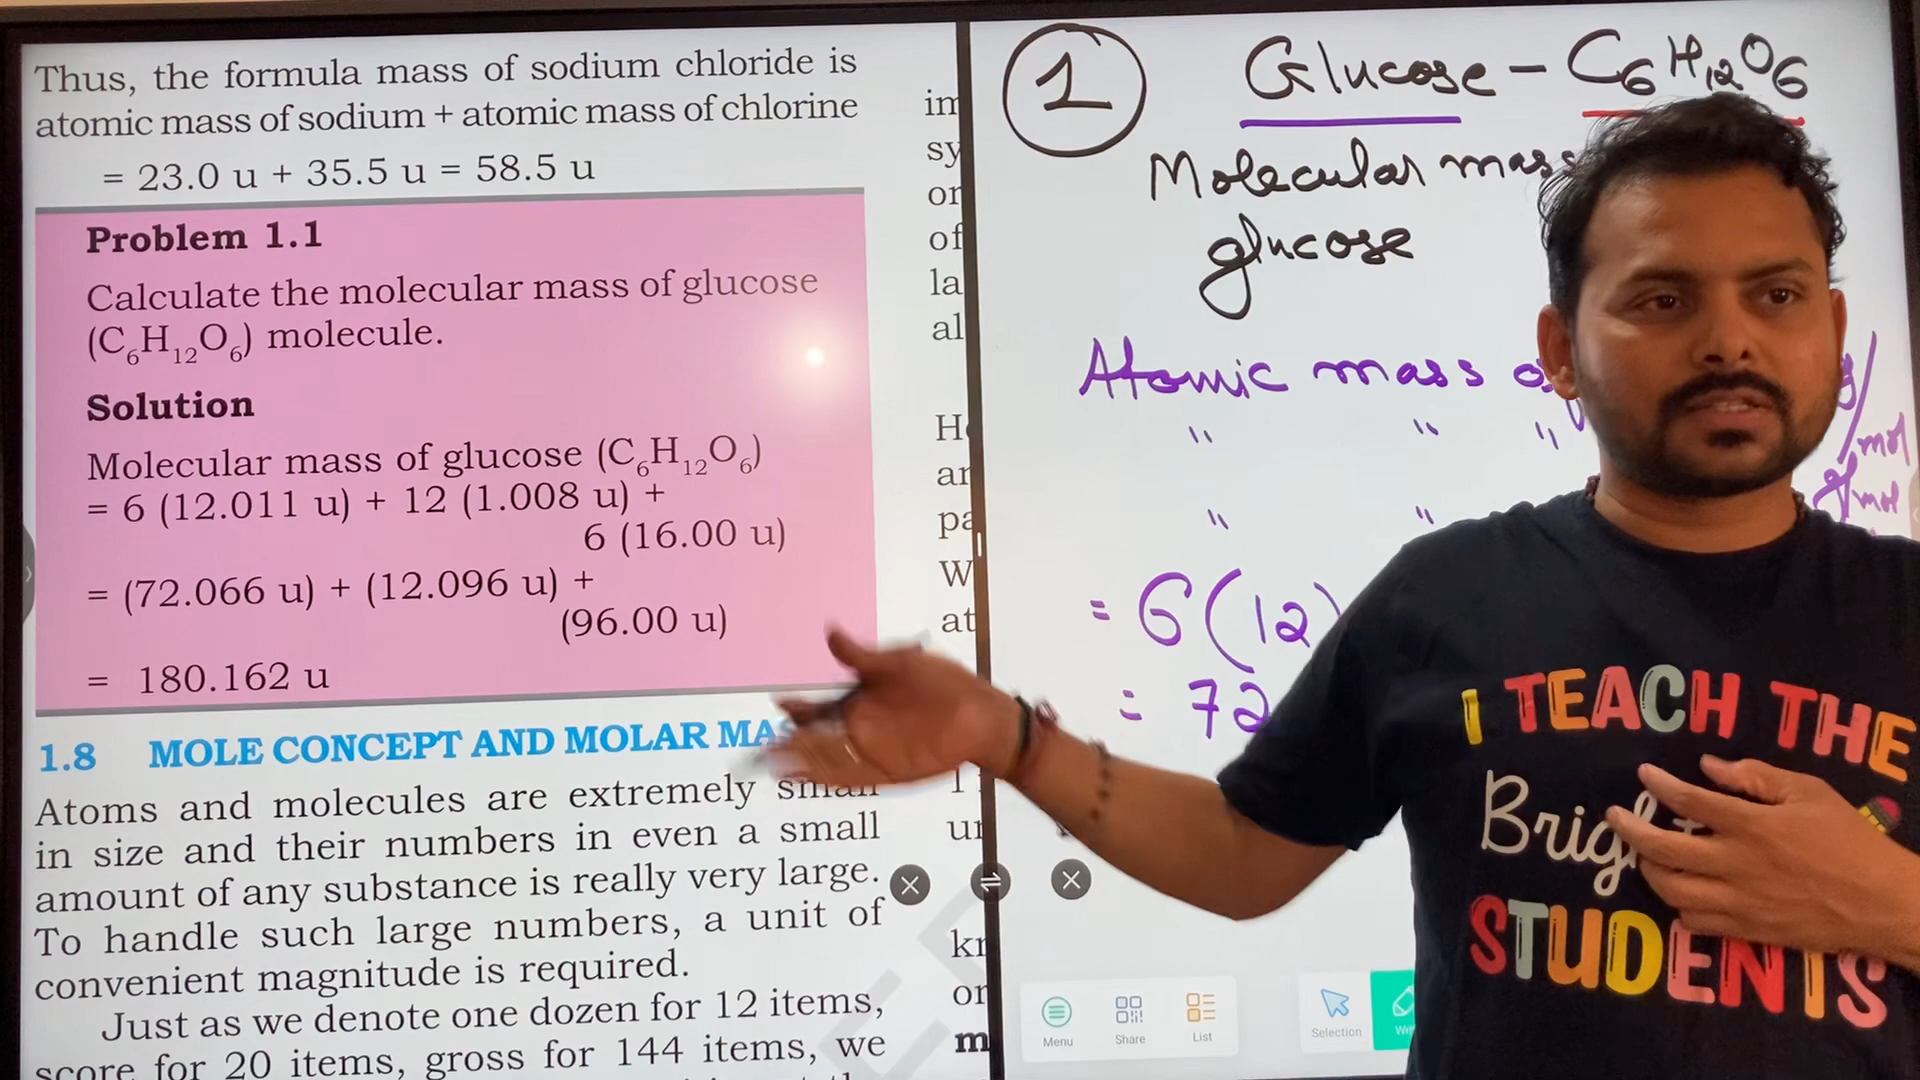 Thus, the formula mass of sodium chloride is
atomic mass of sodium + atomic mass of chlorine
= 23.0 u + 35.5 u = 58.5 u
Problem 1.1
Calculate the molecular mass of glucose
(C₆H₁₂O₆) molecule.
Solution
Molecular mass of glucose (C₆H₁₂O₆)
= 6 (12.011 u) + 12 (1.008 u) +
6 (16.00 u)
= (72.066 u) + (12.096 u) +
(96.00 u)
= 180.162 u
1.8 MOLE CONCEPT AND MOLAR
Atoms and molecules are extremely small
in size and their numbers in even a small
amount of any substance is really very large.
To handle such large numbers, a unit of
convenient magnitude is required.
Just as we denote one dozen for 12 items,
score for 20 items, gross for 144 items, we
1
Glucose - C₆H₁₂O₆
Molecular mass
glucose
Atomic mass
" " "
mol
" "
mol
= 6 (12)
= 72
I TEACH THE
STUDENTS
Menu
Share
List
Selection